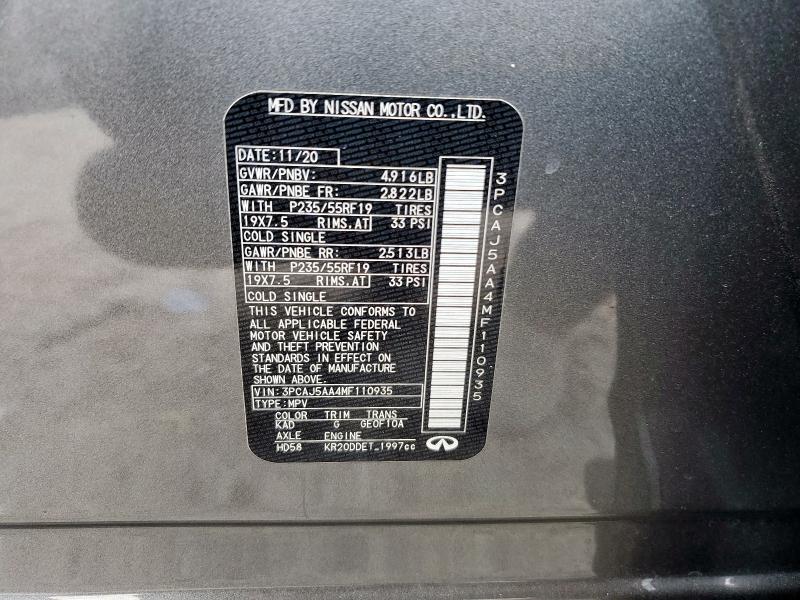 MFD BY NISSAN MOTOR CO.,LTD.
DATE:11/20
GVWR/PNBV: 4.916LB
GAWR/PNBE FR: 2.822LB
WITH P235/55RF19 TIRES
19X7.5 RIMS.AT 33 PSI
COLD SINGLE
GAWR/PNBE RR: 2.513LB
WITH P235/55RF19 TIRES
19X7.5 RIMS.AT 33 PSI
COLD SINGLE
THIS VEHICLE CONFORMS TO
ALL APPLICABLE FEDERAL
MOTOR VEHICLE SAFETY
AND THEFT PREVENTION
STANDARDS IN EFFECT ON
THE DATE OF MANUFACTURE
SHOWN ABOVE.
VIN:3PCAJ5AA4MF110935
TYPE:MPV
COLOR TRIM TRANS
KAD G GEOF10A
AXLE ENGINE
HD58 KR20DDET_1997cc
3PCAJ5AA4MF110935